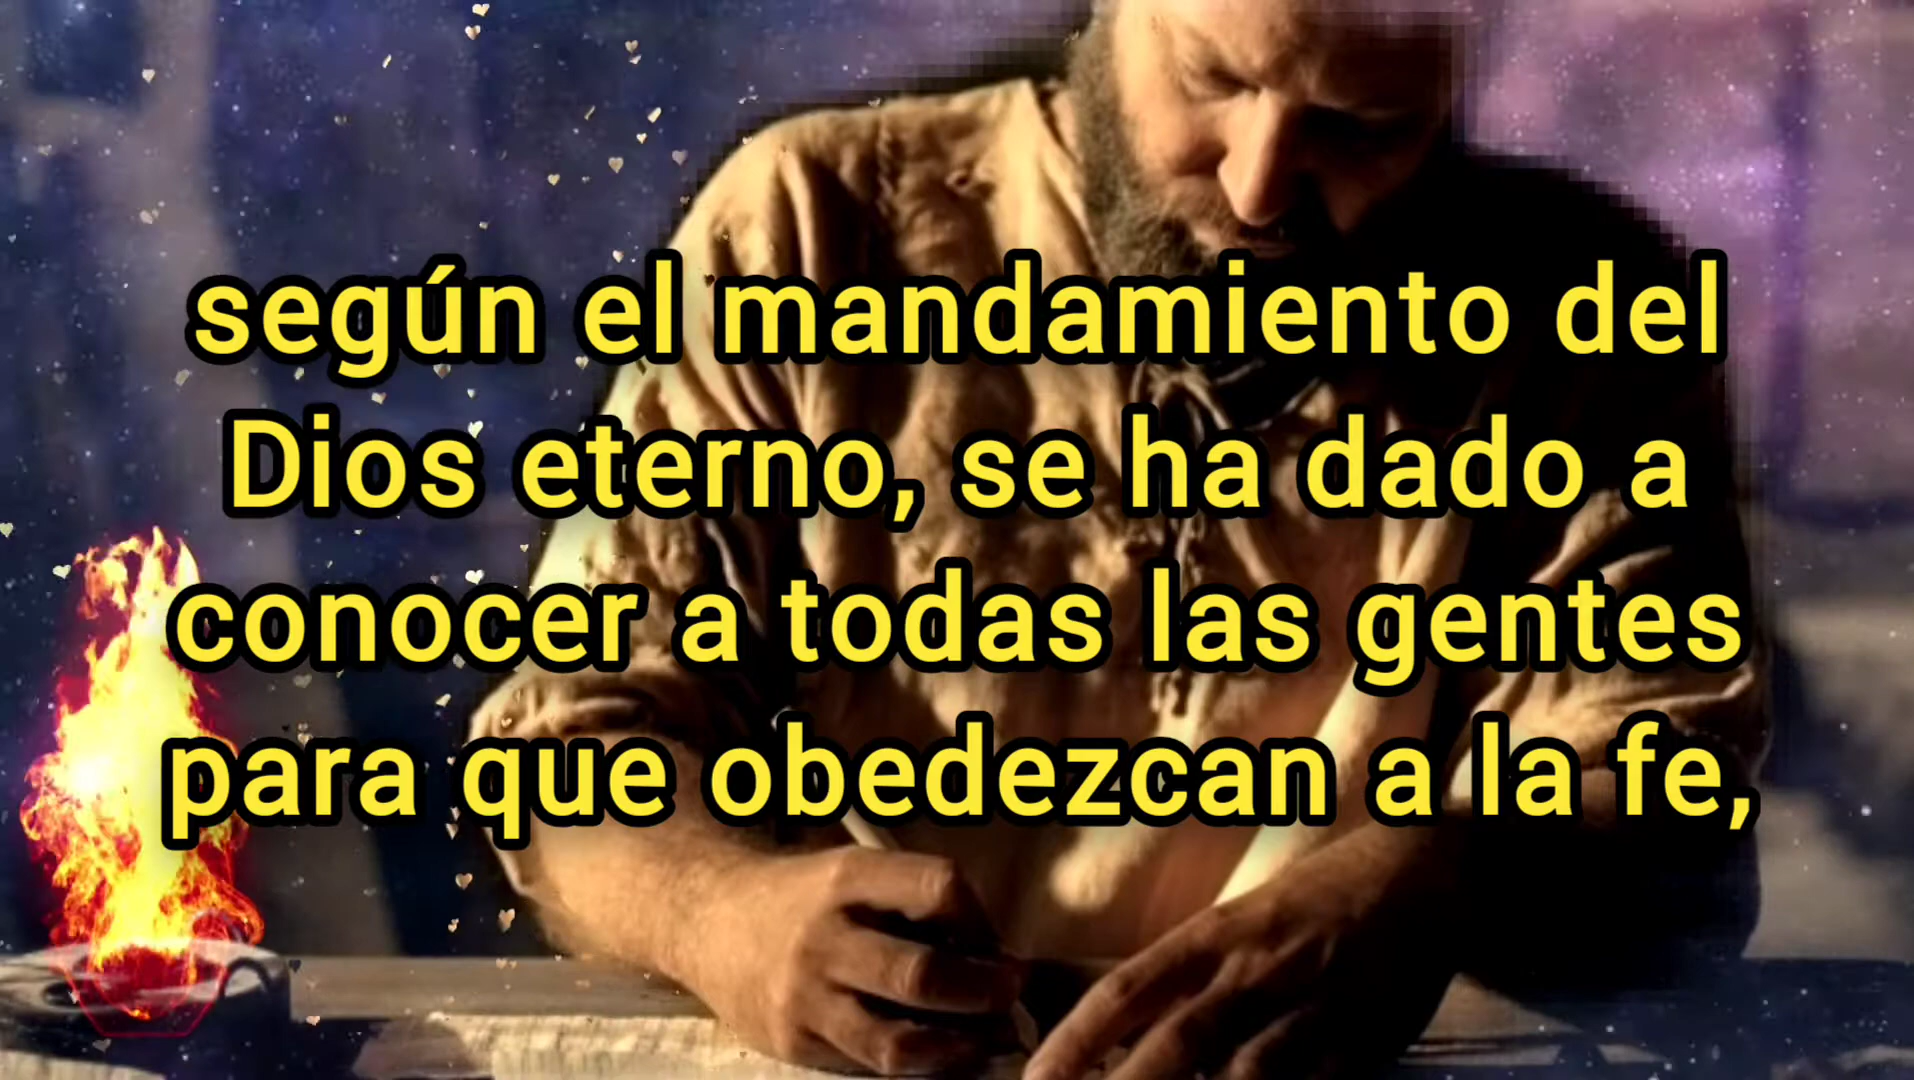 según el mandamiento del
Dios eterno, se ha dado a
conocer a todas las gentes
para que obedezcan a la fe,